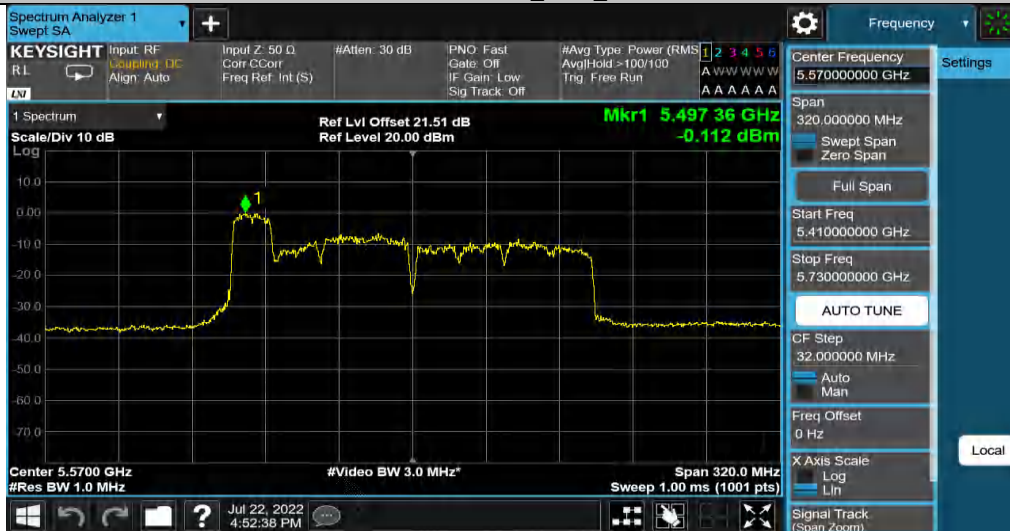 Spectrum Analyzer 1
Swept SA
+
Frequency
KEYSIGHT
RL
LXI
Input: RF
Coupling: DC
Align: Auto
Input Z: 50 Ω
Corr CCorr
Freq Ref: Int (S)
#Atten: 30 dB
PNO: Fast
Gate: Off
IF Gain: Low
Sig Track: Off
#Avg Type: Power (RMS
Avg|Hold >100/100
Trig: Free Run
1 2 3 4 5 6
A W W W W W
A A A A A A
1 Spectrum
Scale/Div 10 dB
Log
Ref Lvl Offset 21.51 dB
Ref Level 20.00 dBm
Mkr1 5.497 36 GHz
-0.112 dBm
10.0
0.00
-10.0
-20.0
-30.0
-40.0
-50.0
-60.0
-70.0
1
Center 5.5700 GHz
#Res BW 1.0 MHz
#Video BW 3.0 MHz*
Span 320.0 MHz
Sweep 1.00 ms (1001 pts)
Center Frequency
5.570000000 GHz
Settings
Span
320.000000 MHz
Swept Span
Zero Span
Full Span
Start Freq
5.410000000 GHz
Stop Freq
5.730000000 GHz
AUTO TUNE
CF Step
32.000000 MHz
Auto
Man
Freq Offset
0 Hz
Local
X Axis Scale
Log
Lin
Signal Track
(Span Zoom)
?
Jul 22, 2022
4:52:38 PM